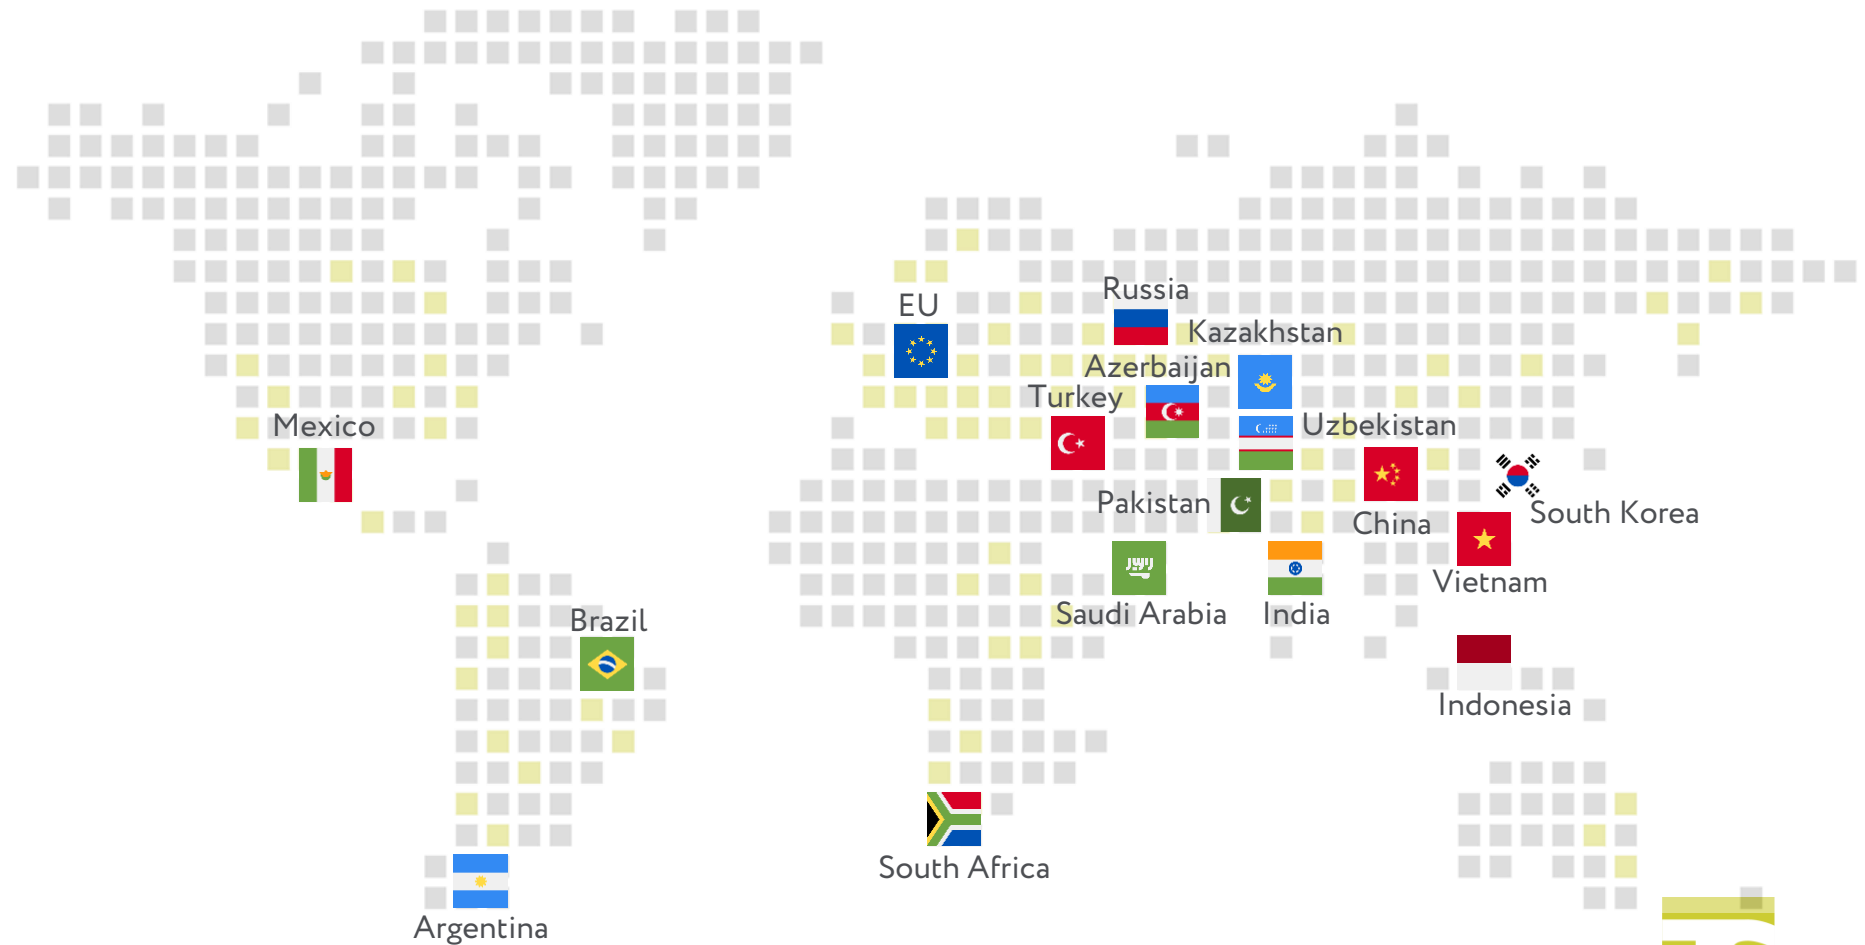 Russia
EU
Kazakhstan
Azerbaijan
Turkey
Mexico
Uzbekistan
Pakistan
South Korea
China
Vietnam
Saudi Arabia
India
Brazil
Indonesia
South Africa
Argentina